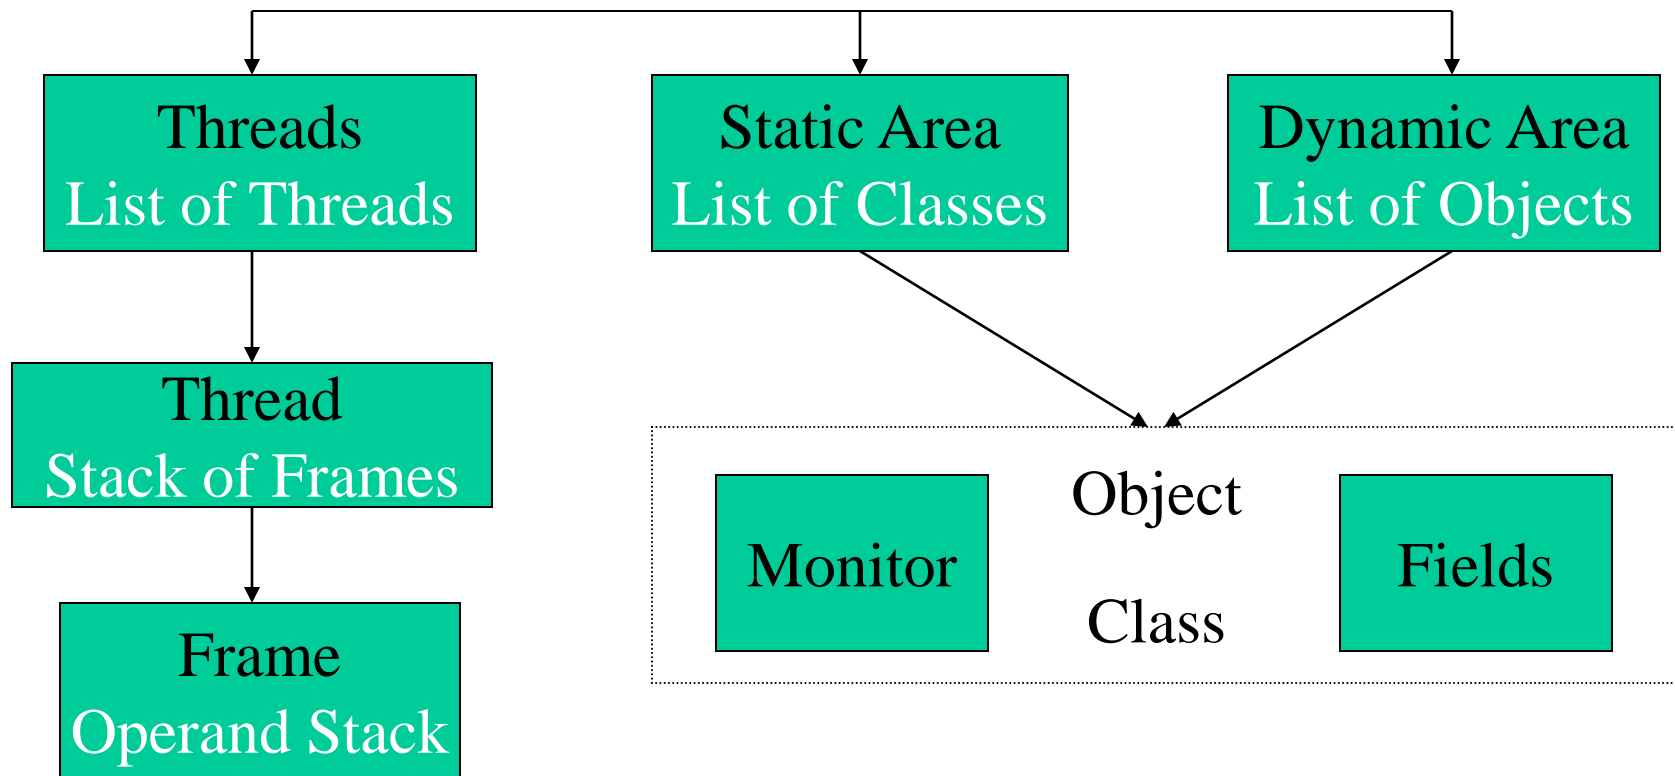 Threads
List of Threads
Static Area
List of Classes
Dynamic Area
List of Objects
Thread
Stack of Frames
Object
Monitor
Fields
Class
Frame
Operand Stack